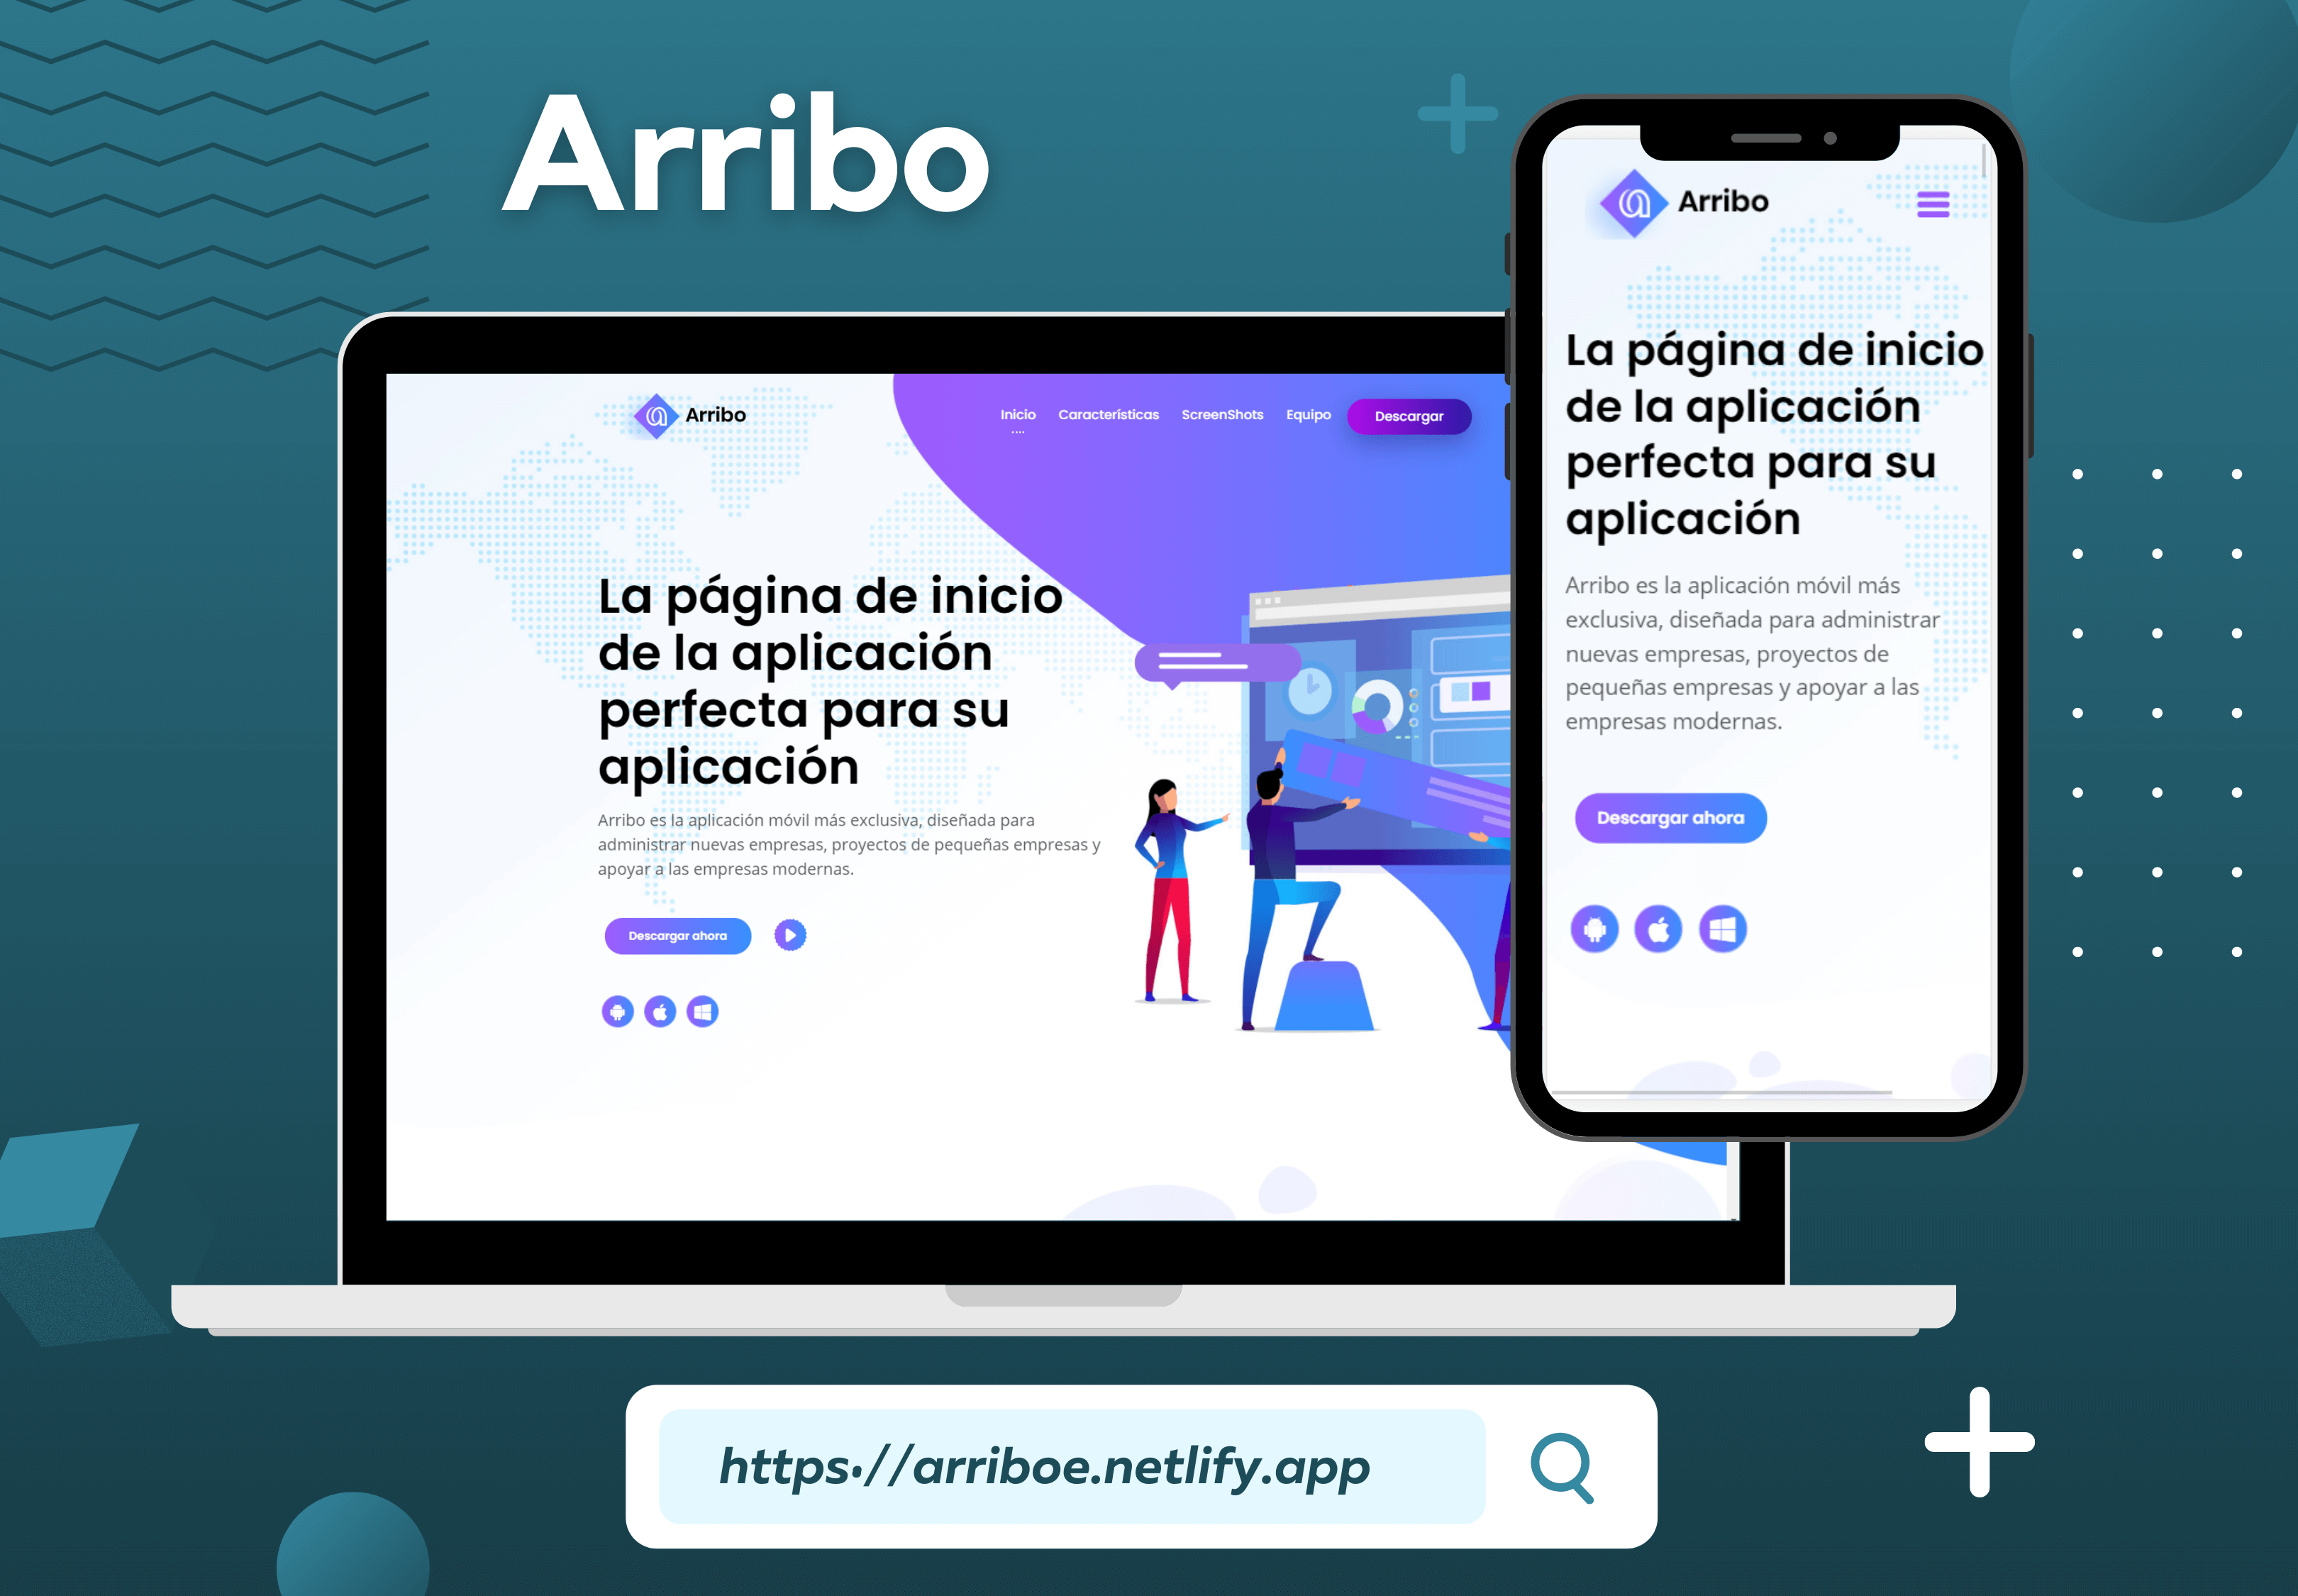 Arribo
Arribo
Inicio
Características
ScreenShots
Equipo
Descargar
La página de inicio
de la aplicación
perfecta para su
aplicación
Arribo es la aplicación móvil más exclusiva, diseñada para
administrar nuevas empresas, proyectos de pequeñas empresas y
apoyar a las empresas modernas.
Descargar ahora
Arribo
La página de inicio
de la aplicación
perfecta para su
aplicación
Arribo es la aplicación móvil más
exclusiva, diseñada para administrar
nuevas empresas, proyectos de
pequeñas empresas y apoyar a las
empresas modernas.
Descargar ahora
https://arriboe.netlify.app